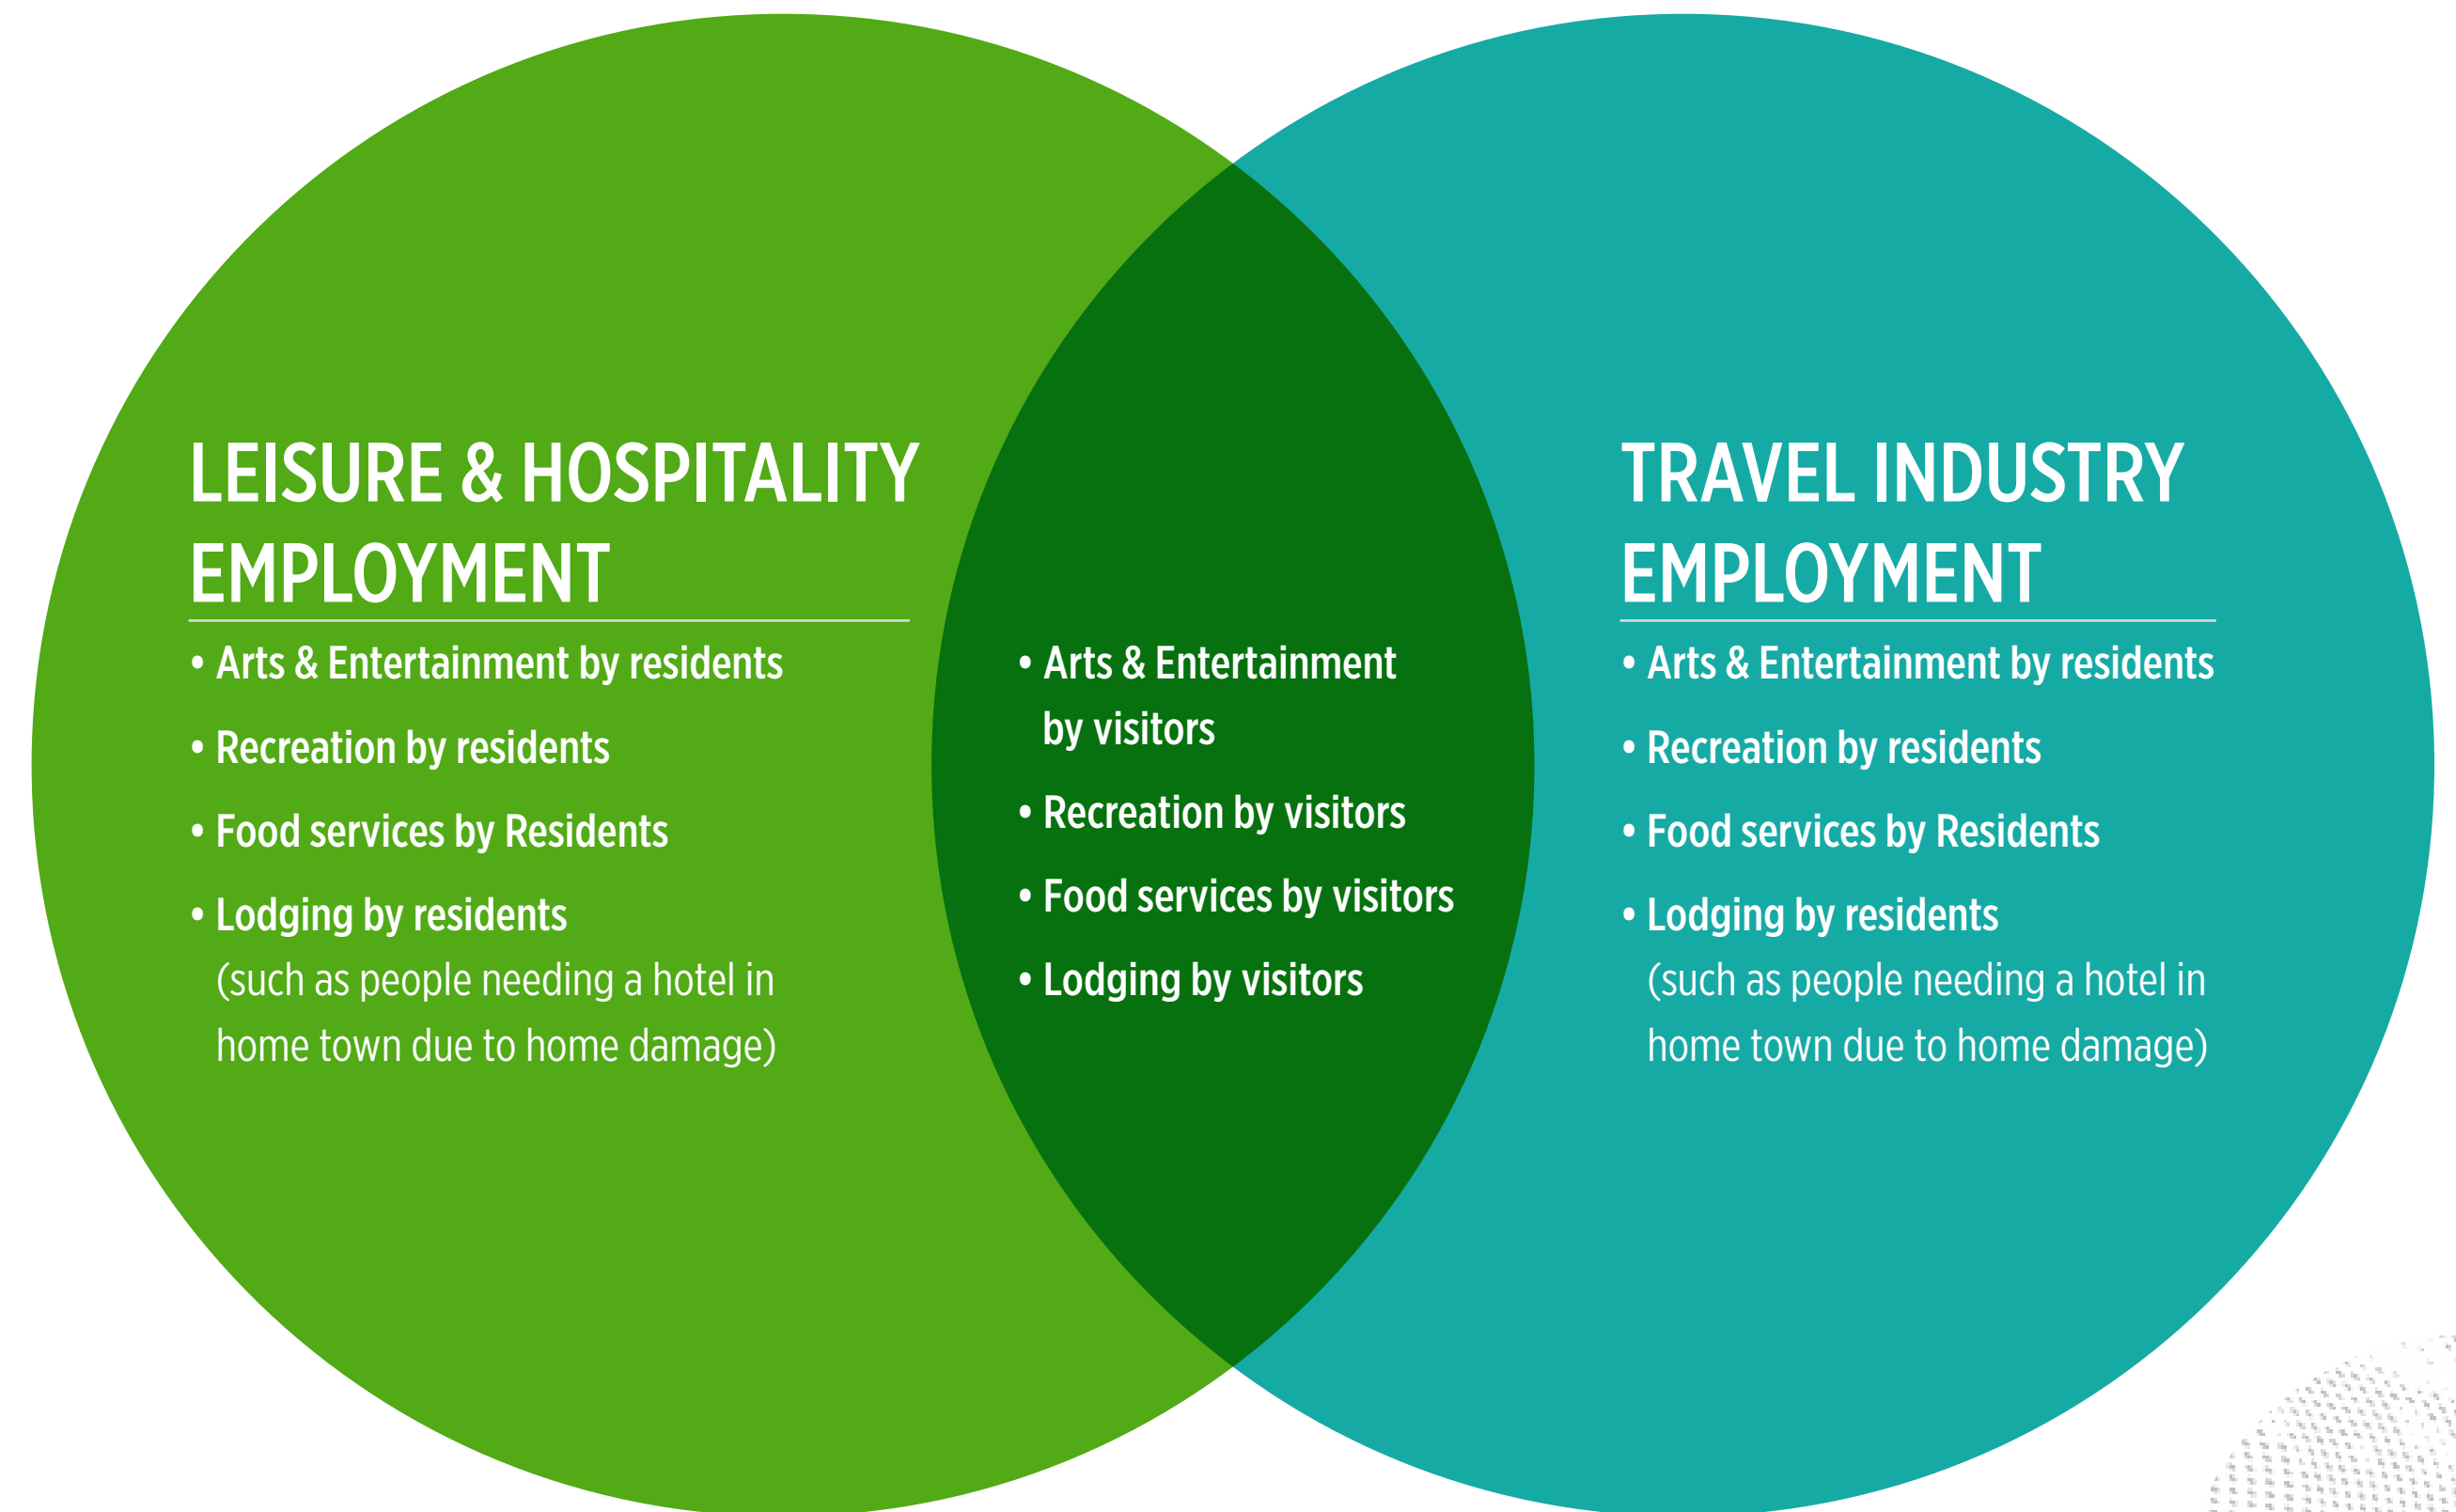 LEISURE & HOSPITALITY
EMPLOYMENT
• Arts & Entertainment by residents
• Recreation by residents
• Food services by Residents
• Lodging by residents
(such as people needing a hotel in
home town due to home damage)
• Arts & Entertainment
by visitors
• Recreation by visitors
• Food services by visitors
• Lodging by visitors
TRAVEL INDUSTRY
EMPLOYMENT
• Arts & Entertainment by residents
• Recreation by residents
• Food services by Residents
• Lodging by residents
(such as people needing a hotel in
home town due to home damage)